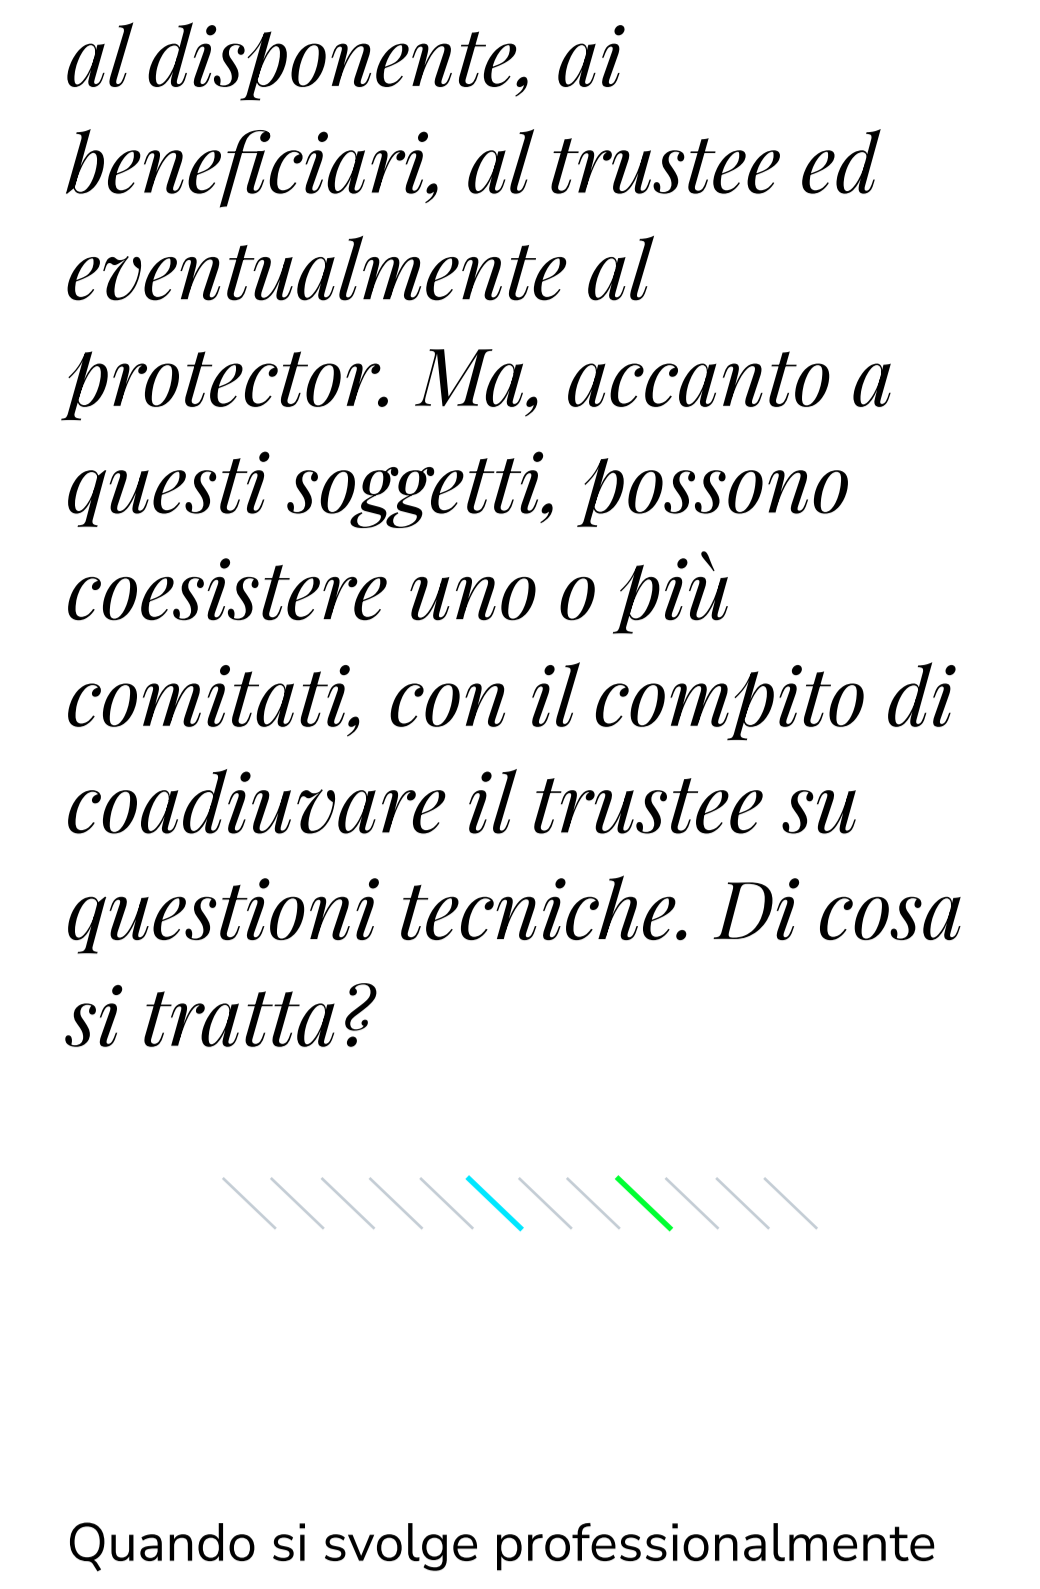 al disponente, ai
beneficiari, al trustee ed
eventualmente al
protector. Ma, accanto a
questi soggetti, possono
coesistere uno o più
comitati, con il compito di
coadiuvare il trustee su
questioni tecniche. Di cosa
si tratta?
Quando si svolge professionalmente